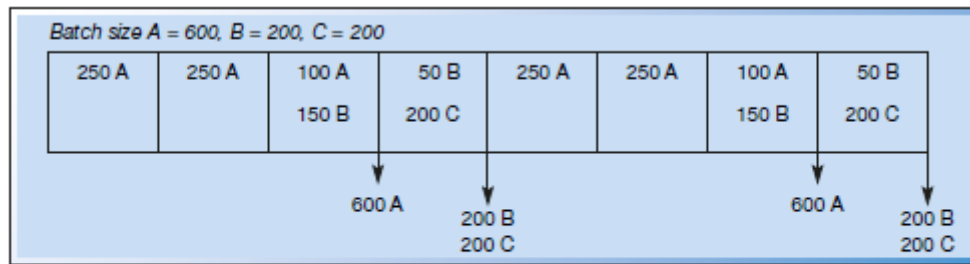 Batch size A = 600, B = 200, C = 200
250 A 250 A 100 A 50 B 250 A 250 A 100 A 50 B
150 B 200 C 150 B 200 C
600 A 600 A
200 B 200 B
200 C 200 C